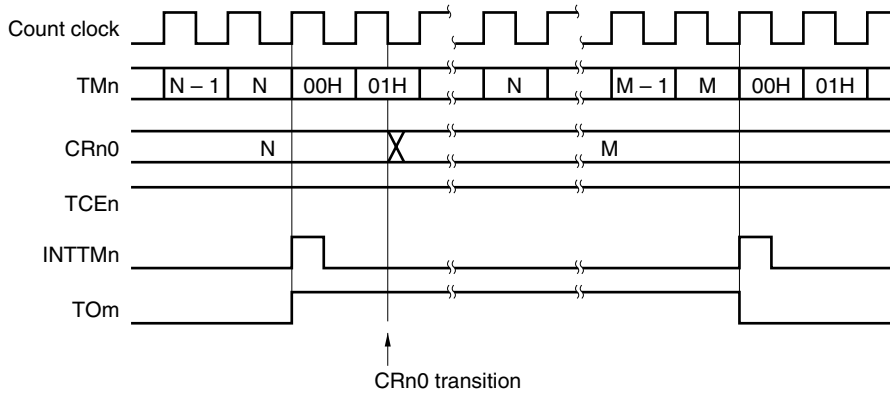 Count clock
TMn N – 1 N 00H 01H N M – 1 M 00H 01H
CRn0 N M
TCEn
INTTMn
TOm
CRn0 transition